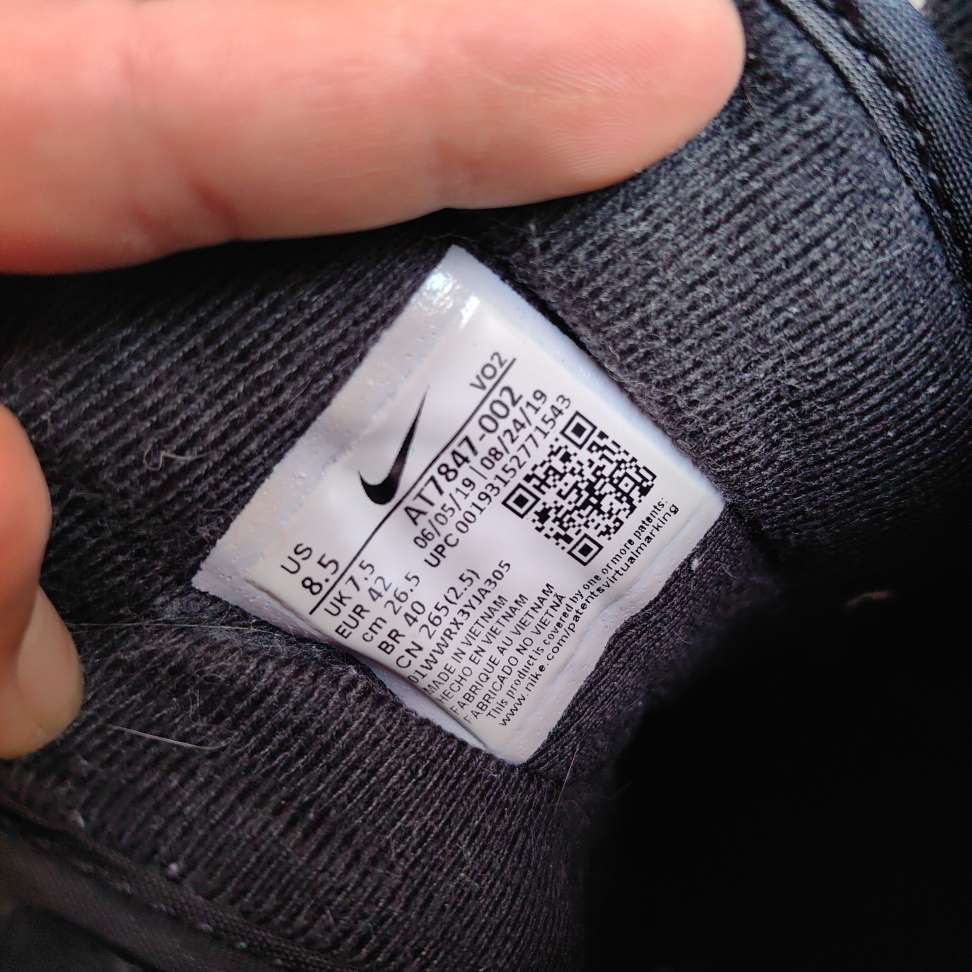 VO2
AT7847-002
06/05/19 | 08/24/19
UPC 00193152771543
US
8.5
UK 7.5
EUR 42
cm 26.5
BR 40
CN 265(2.5)
MADE IN VIETNAM
HECHO EN VIETNAM
FABRIQUE AU VIETNAM
FABRICADO NO VIETNÃ
This product is covered by one or more patents:
www.nike.com/patentsvirtualmarking